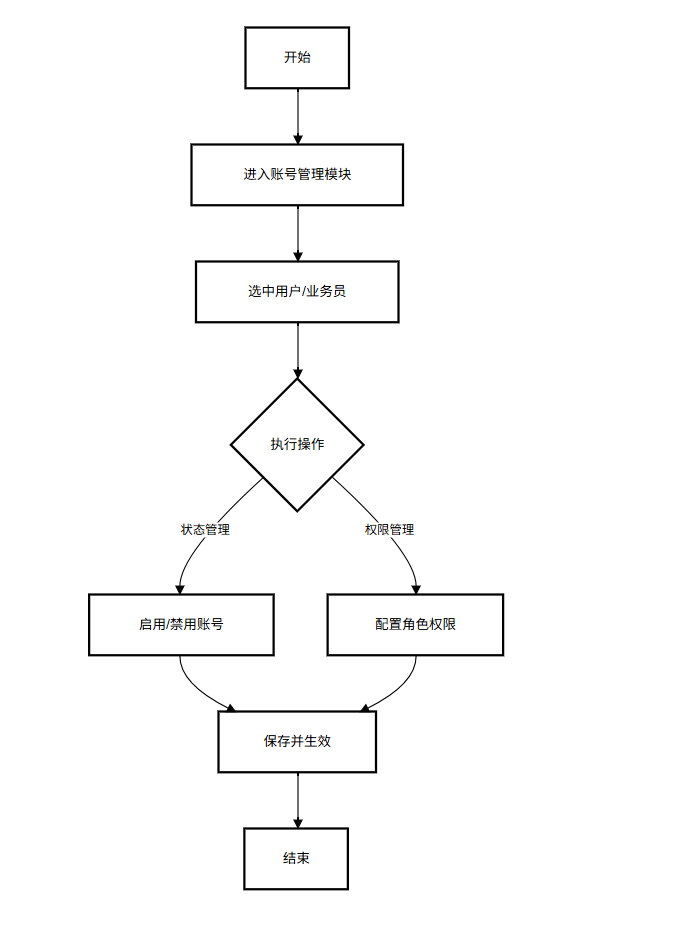 开始
进入账号管理模块
选中用户/业务员
执行操作
状态管理
权限管理
启用/禁用账号
配置角色权限
保存并生效
结束